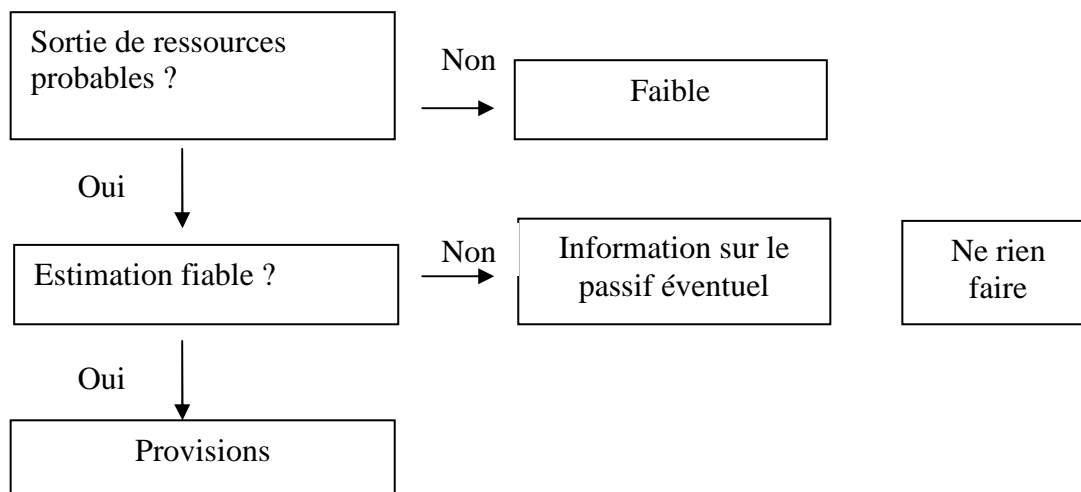 Sortie de ressources
probables ?
Non
Faible
Oui
Estimation fiable ?
Non
Information sur le
passif éventuel
Ne rien
faire
Oui
Provisions